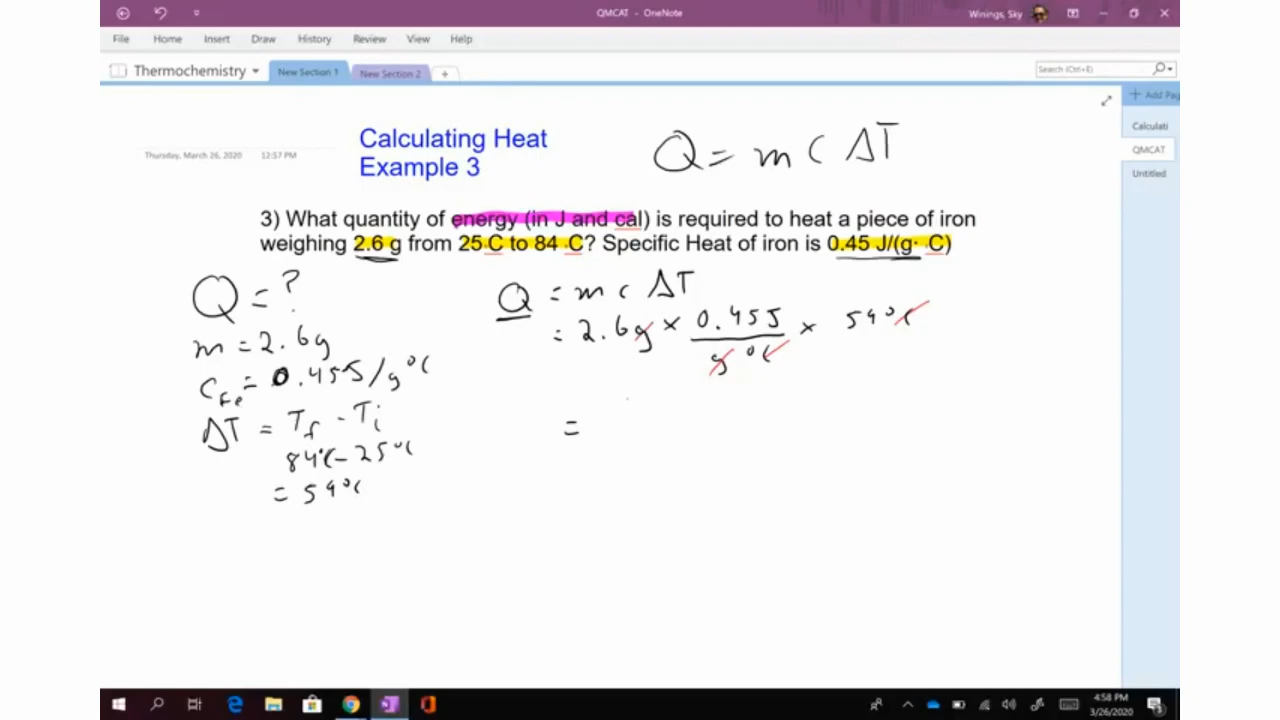 QMCAT - OneNote
Winings, Sky
File Home Insert Draw History Review View Help
Thermochemistry New Section 1 New Section 2 +
Search (Ctrl+E)
+ Add Pag
Calculati
QMCAT
Untitled
Thursday, March 26, 2020 12:57 PM
Calculating Heat
Example 3
Q = m C ΔT
3) What quantity of energy (in J and cal) is required to heat a piece of iron
weighing 2.6 g from 25·C to 84 ·C? Specific Heat of iron is 0.45 J/(g· ·C)
Q = ?
m = 2.6g
CFe = 0.45J/g°C
ΔT = Tf - Ti
84°C - 25°C
= 59°C
Q = m c ΔT
= 2.6g × 0.45J / g °C × 59°C
=
4:58 PM
3/26/2020
3